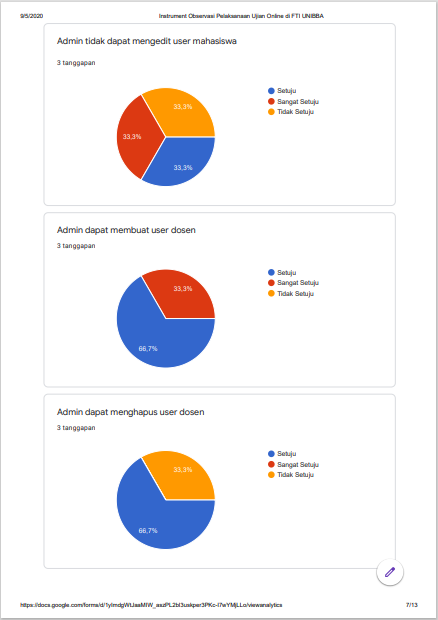 9/5/2020 Instrument Observasi Pelaksanaan Ujian Online di FTI UNIBBA
Admin tidak dapat mengedit user mahasiswa
3 tanggapan
Setuju
Sangat Setuju
Tidak Setuju
33,3%
33,3%
33,3%
Admin dapat membuat user dosen
3 tanggapan
Setuju
Sangat Setuju
Tidak Setuju
33,3%
66,7%
Admin dapat menghapus user dosen
3 tanggapan
Setuju
Sangat Setuju
Tidak Setuju
33,3%
66,7%
7/13